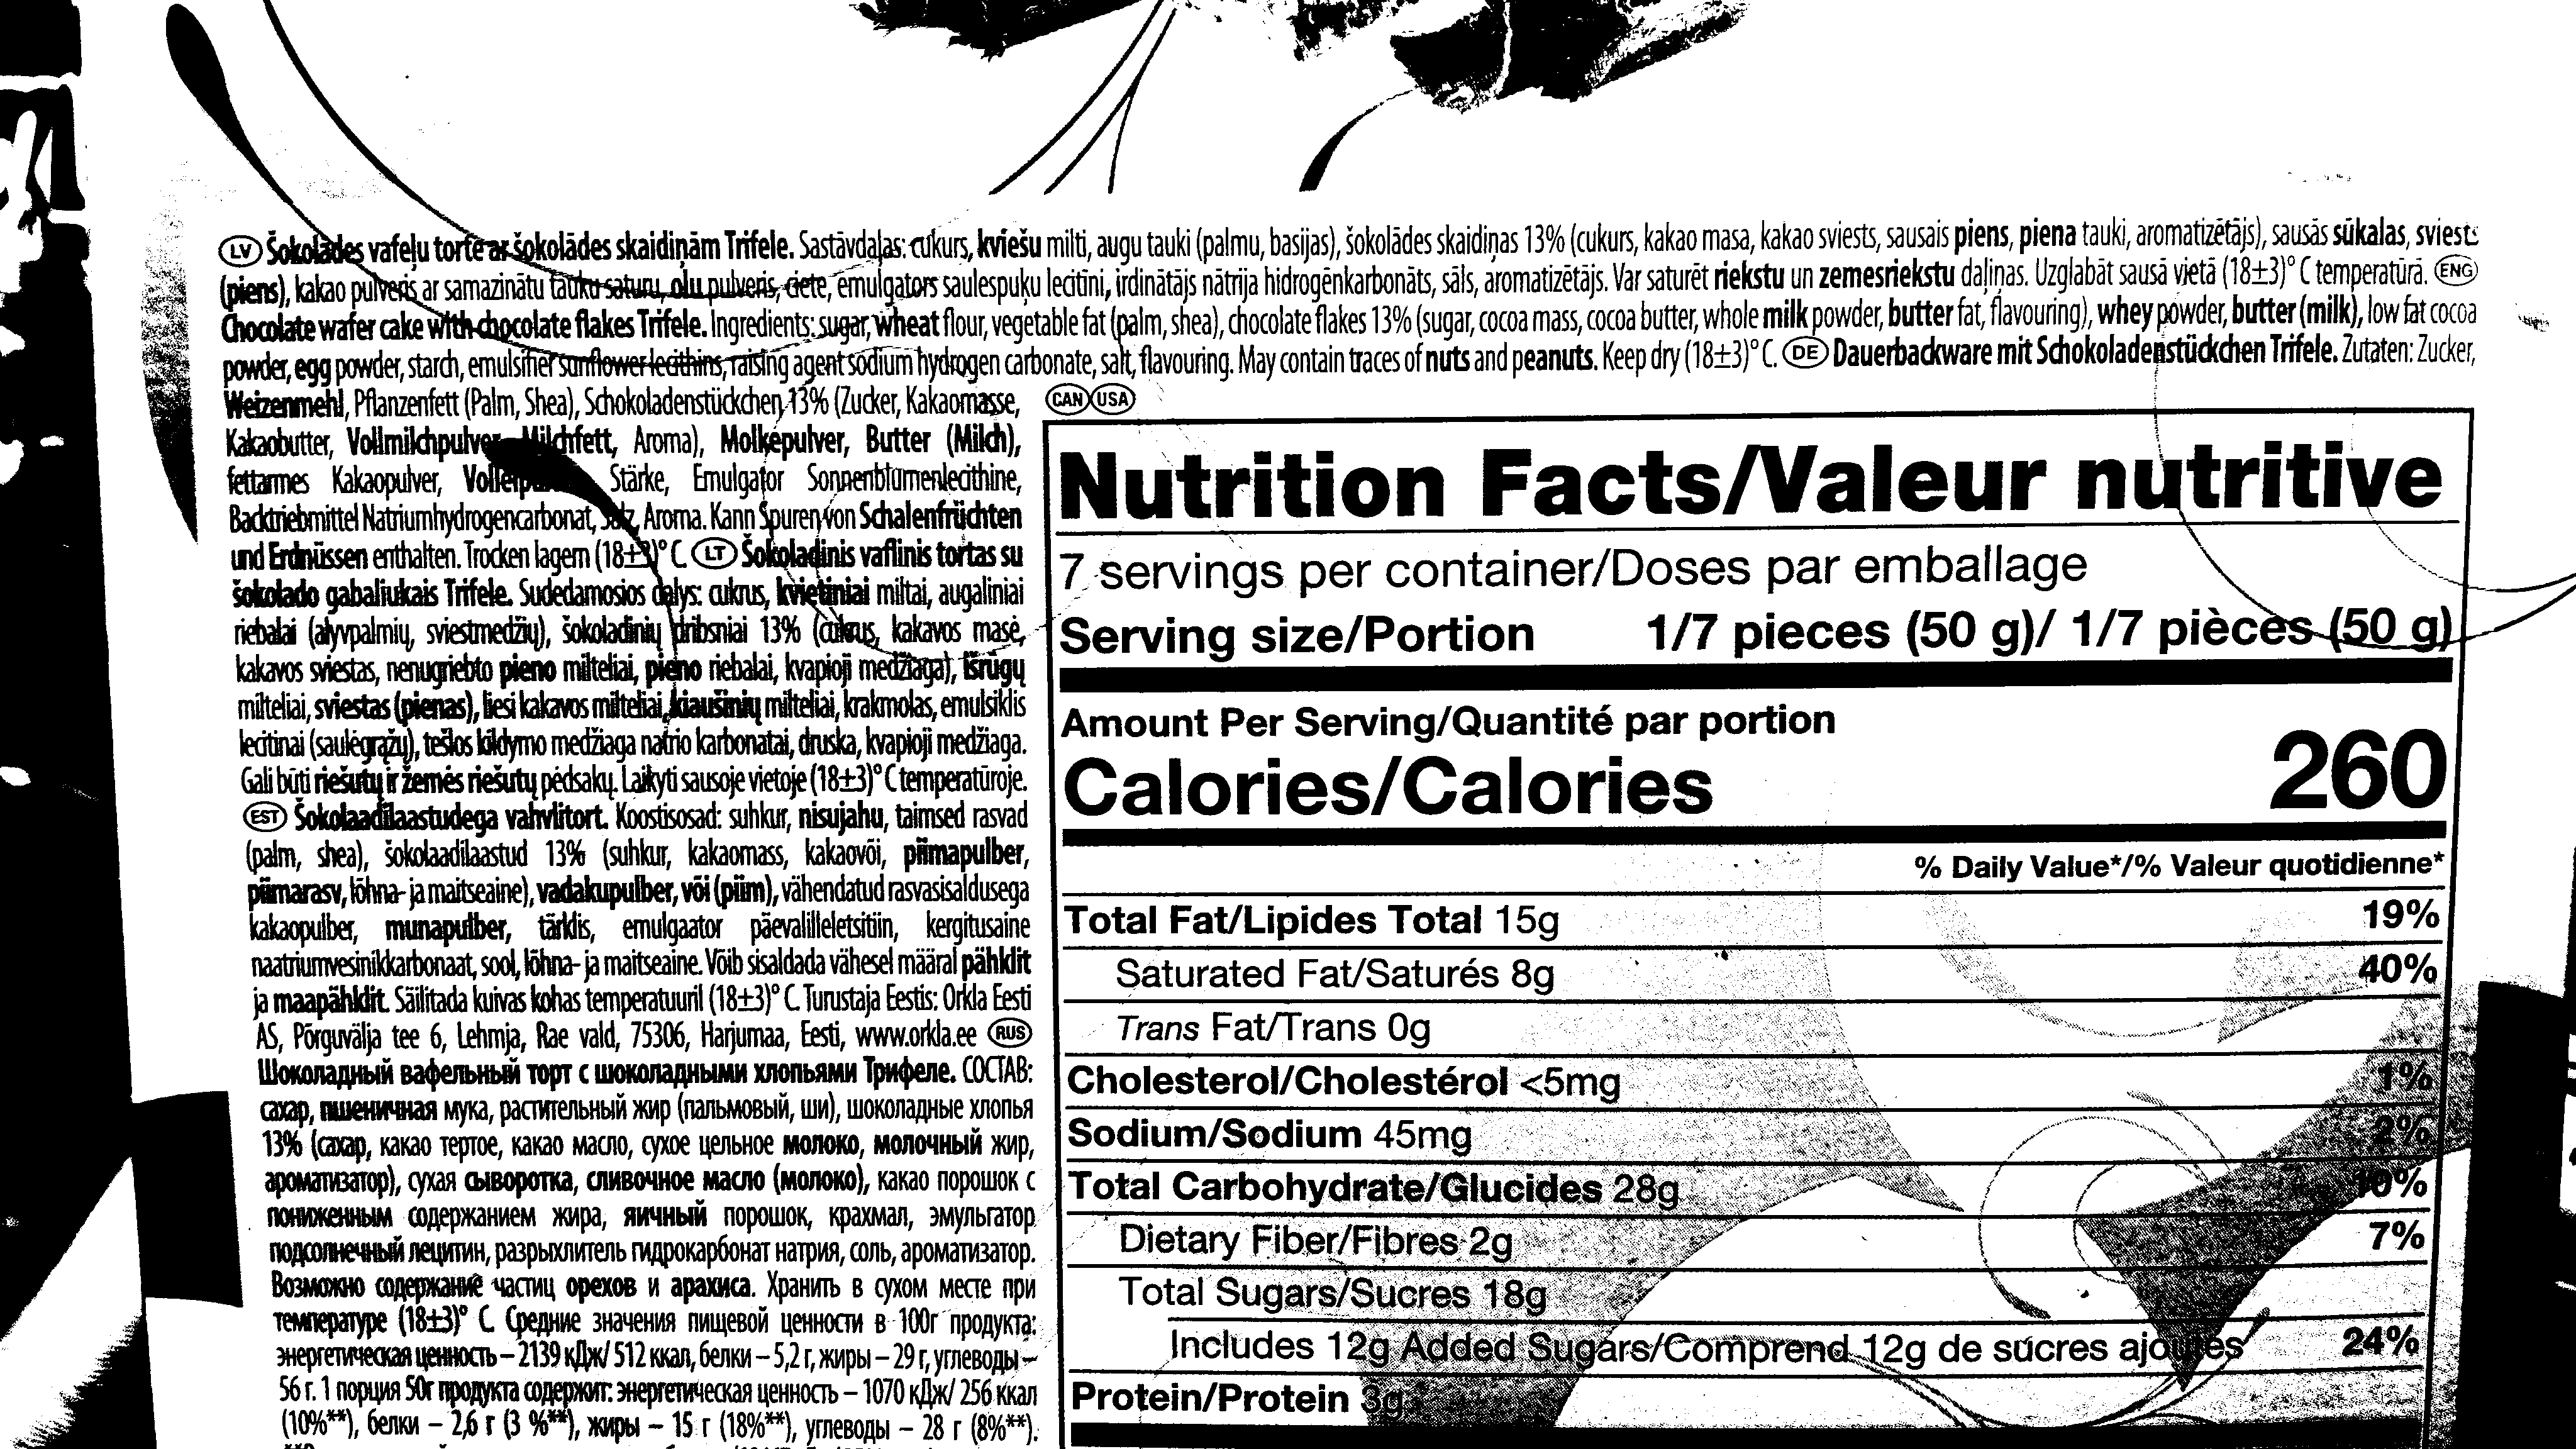 LV Šokolādes vafeļu torte ar šokolādes skaidiņām Trifele. Sastāvdaļas: cukurs, kviešu milti, augu tauki (palmu, basijas), šokolādes skaidiņas 13% (cukurs, kakao masa, kakao sviests, sausais piens, piena tauki, aromatizētājs), sausās sūkalas, sviests
(piens), kakao pulveris ar samazinātu tauku saturu, olu pulveris, ciete, emulgators saulespuķu lecitīni, irdinātājs nātrija hidrogēnkarbonāts, sāls, aromatizētājs. Var saturēt riekstu un zemesriekstu daļiņas. Uzglabāt sausā vietā (18±3)° C temperatūrā. ENG
Chocolate wafer cake with chocolate flakes Trifele. Ingredients: sugar, wheat flour, vegetable fat (palm, shea), chocolate flakes 13% (sugar, cocoa mass, cocoa butter, whole milk powder, butter fat, flavouring), whey powder, butter (milk), low fat cocoa
powder, egg powder, starch, emulsifier sunflower lecithins, raising agent sodium hydrogen carbonate, salt, flavouring. May contain traces of nuts and peanuts. Keep dry (18±3)° C. DE Dauerbackware mit Schokoladenstückchen Trifele. Zutaten: Zucker,
Weizenmehl, Pflanzenfett (Palm, Shea), Schokoladenstückchen 13% (Zucker, Kakaomasse,
Kakaobutter, Vollmilchpulver, Milchfett, Aroma), Molkepulver, Butter (Milch),
fettarmes Kakaopulver, Stärke, Emulgator Sonnenblumenlecithine,
Backtriebmittel Natriumhydrogencarbonat, Salz, Aroma. Kann Spuren von Schalenfrüchten
und Erdnüssen enthalten. Trocken lagern (18±3)° C. LT Šokoladinis vaflinis tortas su
šokolado gabaliukais Trifele. Sudedamosios dalys: cukrus, kvietiniai miltai, augaliniai
riebalai (alyvpalmių, sviestmedžių), šokoladinių dribsniai 13% (cukrus, kakavos masė,
kakavos sviestas, nenugriebto pieno milteliai, pieno riebalai, kvapioji medžiaga), išrūgų
milteliai, sviestas (pienas), liesi kakavos milteliai, kiaušinių milteliai, krakmolas, emulsiklis
lecitinai (saulėgrąžų), tešlos kildymo medžiaga natrio karbonatai, druska, kvapioji medžiaga.
Gali būti riešutų ir žemės riešutų pėdsakų. Laikyti sausoje vietoje (18±3)° C temperatūroje.
EST Šokolaadilaastudega vahvlitort. Koostisosad: suhkur, nisujahu, taimsed rasvad
(palm, shea), šokolaadilaastud 13% (suhkur, kakaomass, kakaovõi, piimapulber,
piimarasv, lõhna- ja maitseaine), vadakupulber, või (piim), vähendatud rasvasisaldusega
kakaopulber, munapulber, tärklis, emulgaator päevalilleletsitiin, kergitusaine
naatriumvesinikkarbonaat, sool, lõhna- ja maitseaine. Võib sisaldada vähesel määral pähklit
ja maapähklit. Säilitada kuivas kohas temperatuuril (18±3)° C. Turustaja Eestis: Orkla Eesti
AS, Põrguvälja tee 6, Lehmja, Rae vald, 75306, Harjumaa, Eesti, www.orkla.ee RUS
Шоколадный вафельный торт с шоколадными хлопьями Трифеле. СОСТАВ:
сахар, пшеничная мука, растительный жир (пальмовый, ши), шоколадные хлопья
13% (сахар, какао тертое, какао масло, сухое цельное молоко, молочный жир,
ароматизатор), сухая сыворотка, сливочное масло (молоко), какао порошок с
пониженным содержанием жира, яичный порошок, крахмал, эмульгатор
подсолнечный лецитин, разрыхлитель гидрокарбонат натрия, соль, ароматизатор.
Возможно содержание частиц орехов и арахиса. Хранить в сухом месте при
температуре (18±3)° C. Средние значения пищевой ценности в 100г продукта:
энергетическая ценность – 2139 кДж/ 512 ккал, белки – 5,2 г, жиры – 29 г, углеводы –
56 г. 1 порция 50г продукта содержит: энергетическая ценность – 1070 кДж/ 256 ккал
(10%**), белки – 2,6 г (3 %**), жиры – 15 г (18%**), углеводы – 28 г (8%**).
CAN USA
Nutrition Facts/Valeur nutritive
7 servings per container/Doses par emballage
Serving size/Portion 1/7 pieces (50 g)/ 1/7 pièces (50 g)
Amount Per Serving/Quantité par portion
Calories/Calories 260
% Daily Value*/% Valeur quotidienne*
Total Fat/Lipides Total 15g 19%
Saturated Fat/Saturés 8g 40%
Trans Fat/Trans 0g
Cholesterol/Cholestérol <5mg 1%
Sodium/Sodium 45mg 2%
Total Carbohydrate/Glucides 28g 10%
Dietary Fiber/Fibres 2g 7%
Total Sugars/Sucres 18g
Includes 12g Added Sugars/Comprend 12g de sucres ajoutés 24%
Protein/Protein 3g